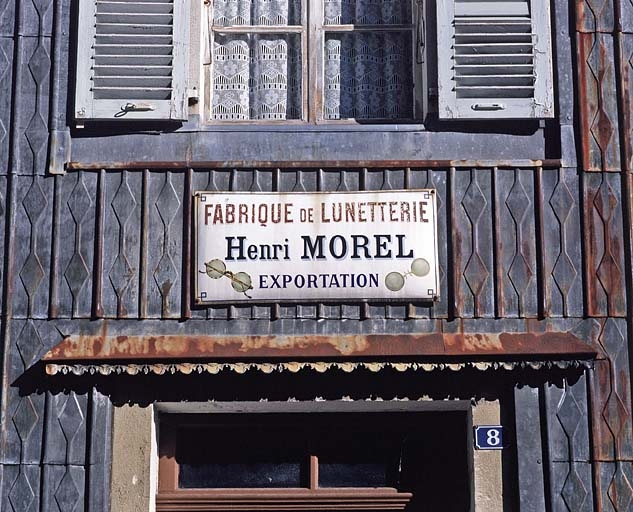 FABRIQUE DE LUNETTERIE
Henri MOREL
EXPORTATION
8